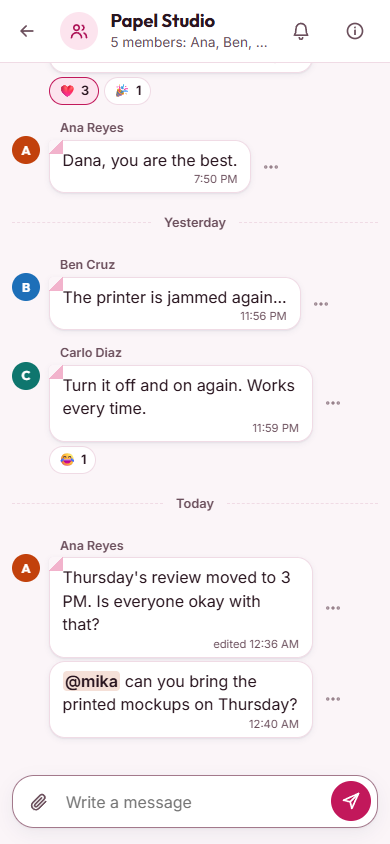 Papel Studio
5 members: Ana, Ben, ...
3
1
Ana Reyes
A
Dana, you are the best.
7:50 PM
Yesterday
Ben Cruz
B
The printer is jammed again...
11:56 PM
Carlo Diaz
C
Turn it off and on again. Works
every time.
11:59 PM
1
Today
Ana Reyes
A
Thursday's review moved to 3
PM. Is everyone okay with
that?
edited 12:36 AM
@mika can you bring the
printed mockups on Thursday?
12:40 AM
Write a message